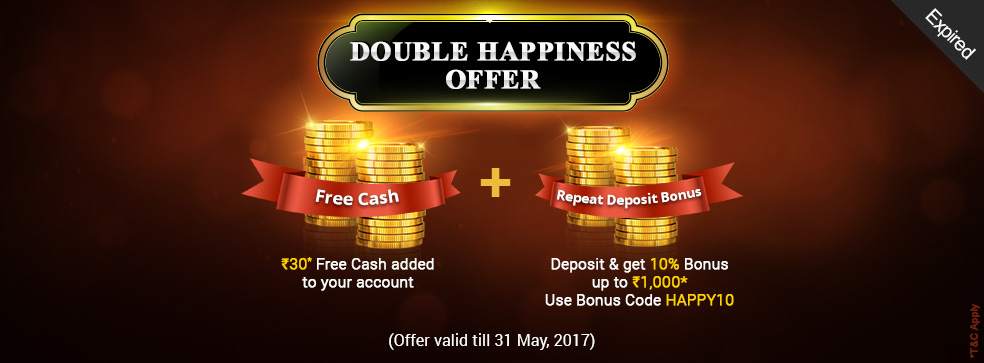 DOUBLE HAPPINESS
OFFER
Expired
Free Cash
+
Repeat Deposit Bonus
₹30* Free Cash added
to your account
Deposit & get 10% Bonus
up to ₹1,000*
Use Bonus Code HAPPY10
(Offer valid till 31 May, 2017)
*T&C Apply